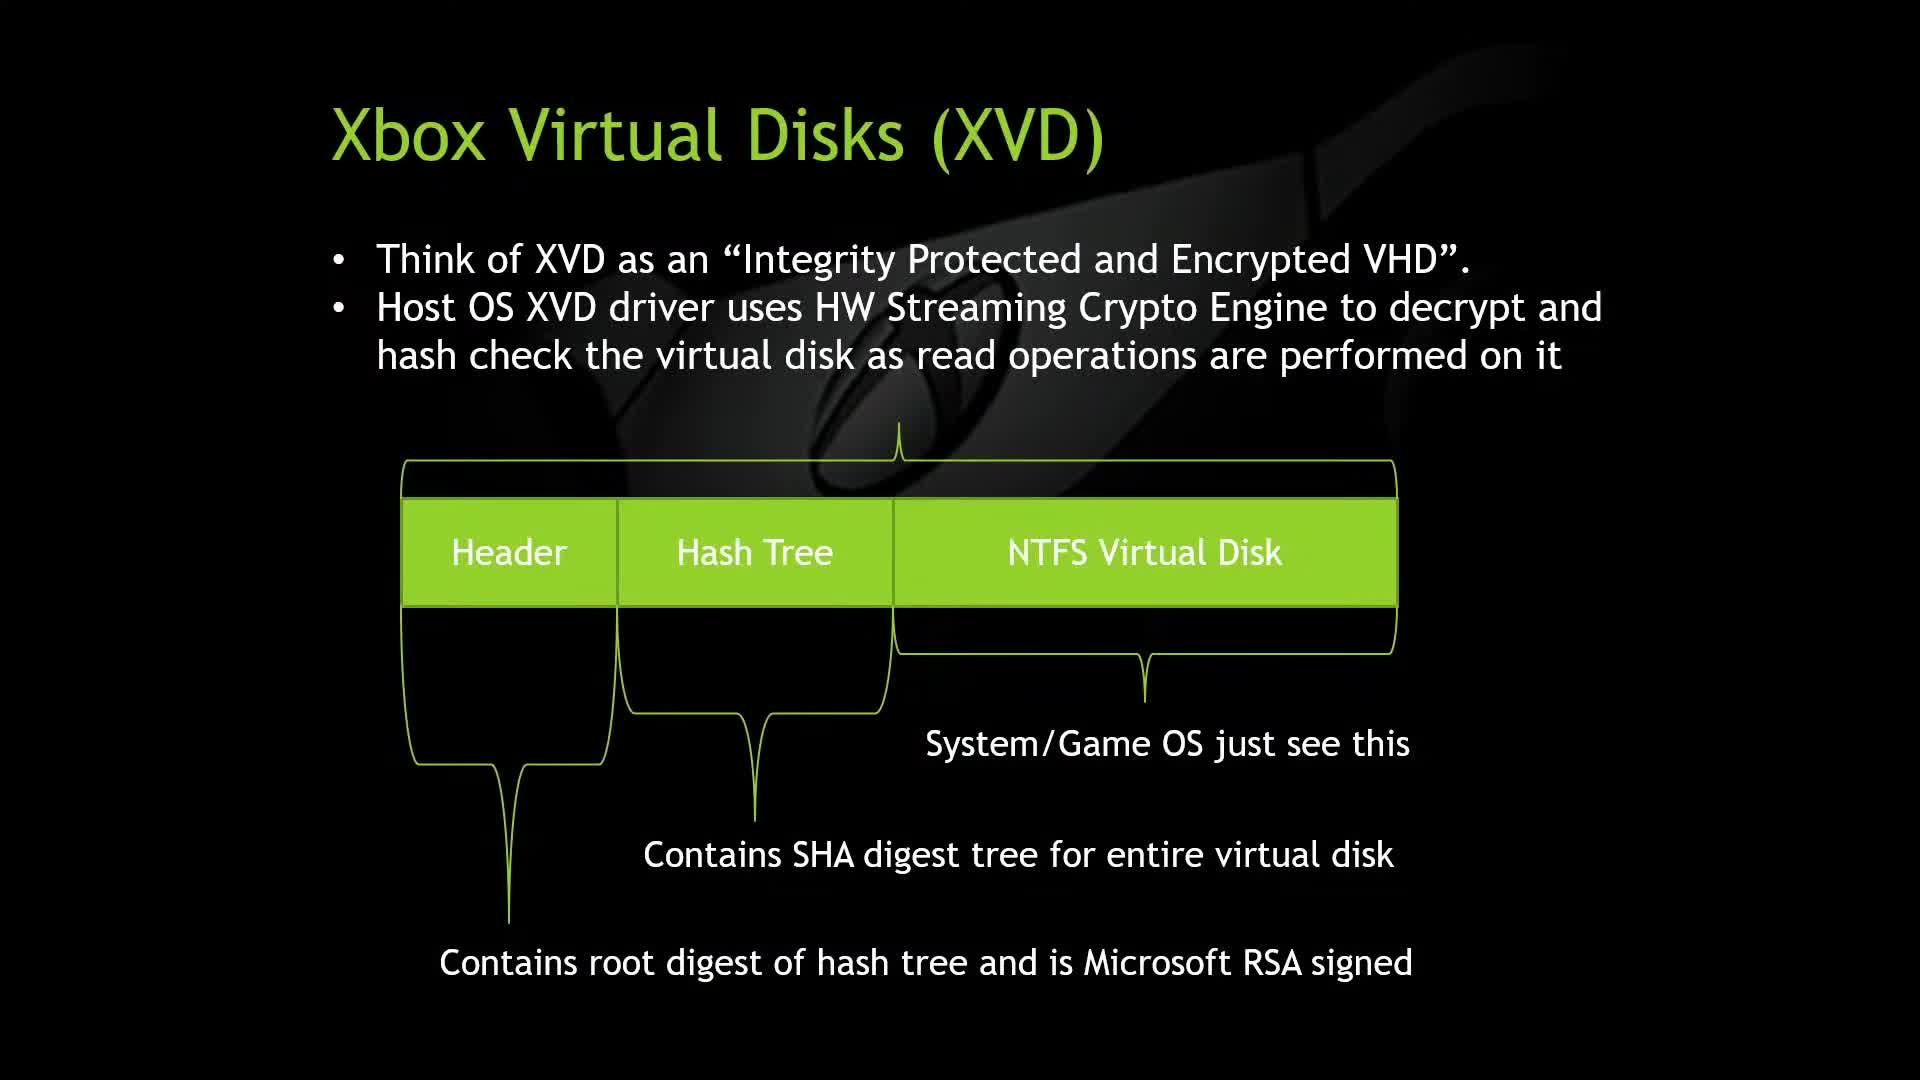 Xbox Virtual Disks (XVD)
• Think of XVD as an “Integrity Protected and Encrypted VHD”.
• Host OS XVD driver uses HW Streaming Crypto Engine to decrypt and
hash check the virtual disk as read operations are performed on it
Header
Hash Tree
NTFS Virtual Disk
System/Game OS just see this
Contains SHA digest tree for entire virtual disk
Contains root digest of hash tree and is Microsoft RSA signed